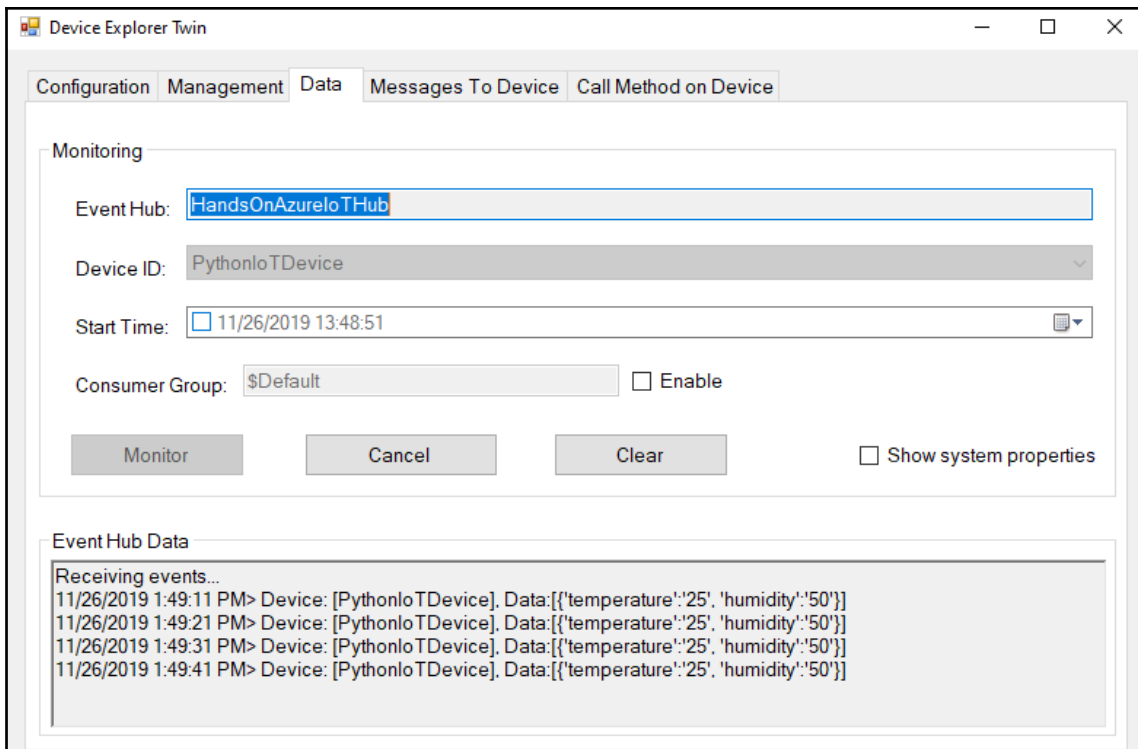 Device Explorer Twin
Configuration Management Data Messages To Device Call Method on Device
Monitoring
Event Hub: HandsOnAzureIoTHub
Device ID: PythonIoTDevice
Start Time: 11/26/2019 13:48:51
Consumer Group: $Default Enable
Monitor Cancel Clear Show system properties
Event Hub Data
Receiving events...
11/26/2019 1:49:11 PM> Device: [PythonIoTDevice], Data:[{'temperature':'25', 'humidity':'50'}]
11/26/2019 1:49:21 PM> Device: [PythonIoTDevice], Data:[{'temperature':'25', 'humidity':'50'}]
11/26/2019 1:49:31 PM> Device: [PythonIoTDevice], Data:[{'temperature':'25', 'humidity':'50'}]
11/26/2019 1:49:41 PM> Device: [PythonIoTDevice], Data:[{'temperature':'25', 'humidity':'50'}]